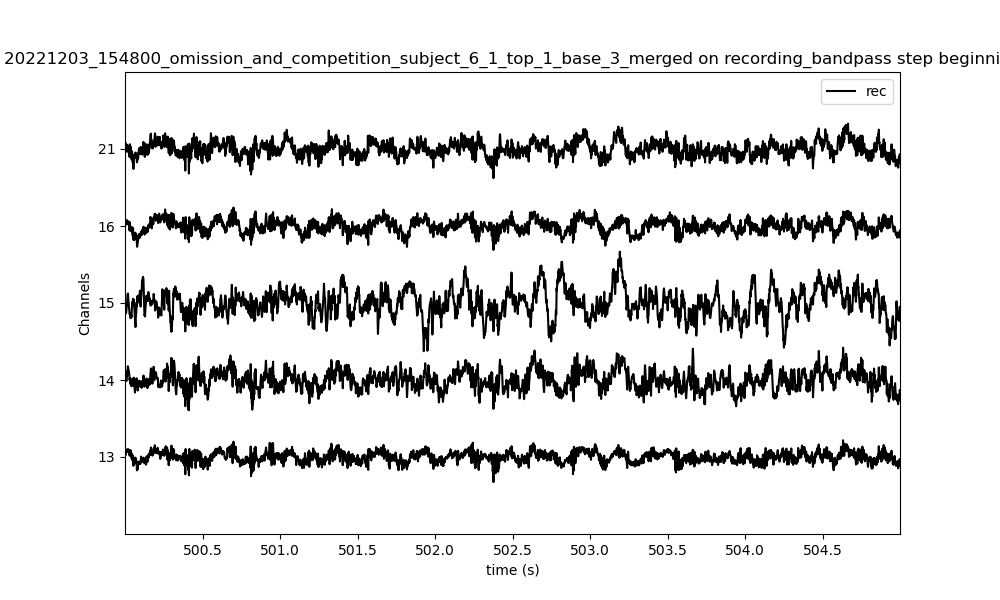 20221203_154800_omission_and_competition_subject_6_1_top_1_base_3_merged on recording_bandpass step beginni
rec
21
16
15
14
13
Channels
500.5 501.0 501.5 502.0 502.5 503.0 503.5 504.0 504.5
time (s)